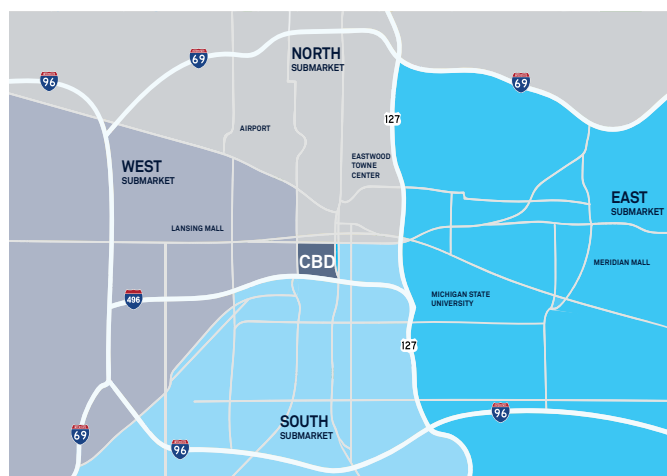 NORTH
SUBMARKET
69
96
69
127
AIRPORT
EASTWOOD
TOWNE
CENTER
WEST
SUBMARKET
EAST
SUBMARKET
LANSING MALL
CBD
MERIDIAN MALL
496
MICHIGAN STATE
UNIVERSITY
127
96
SOUTH
SUBMARKET
69
96